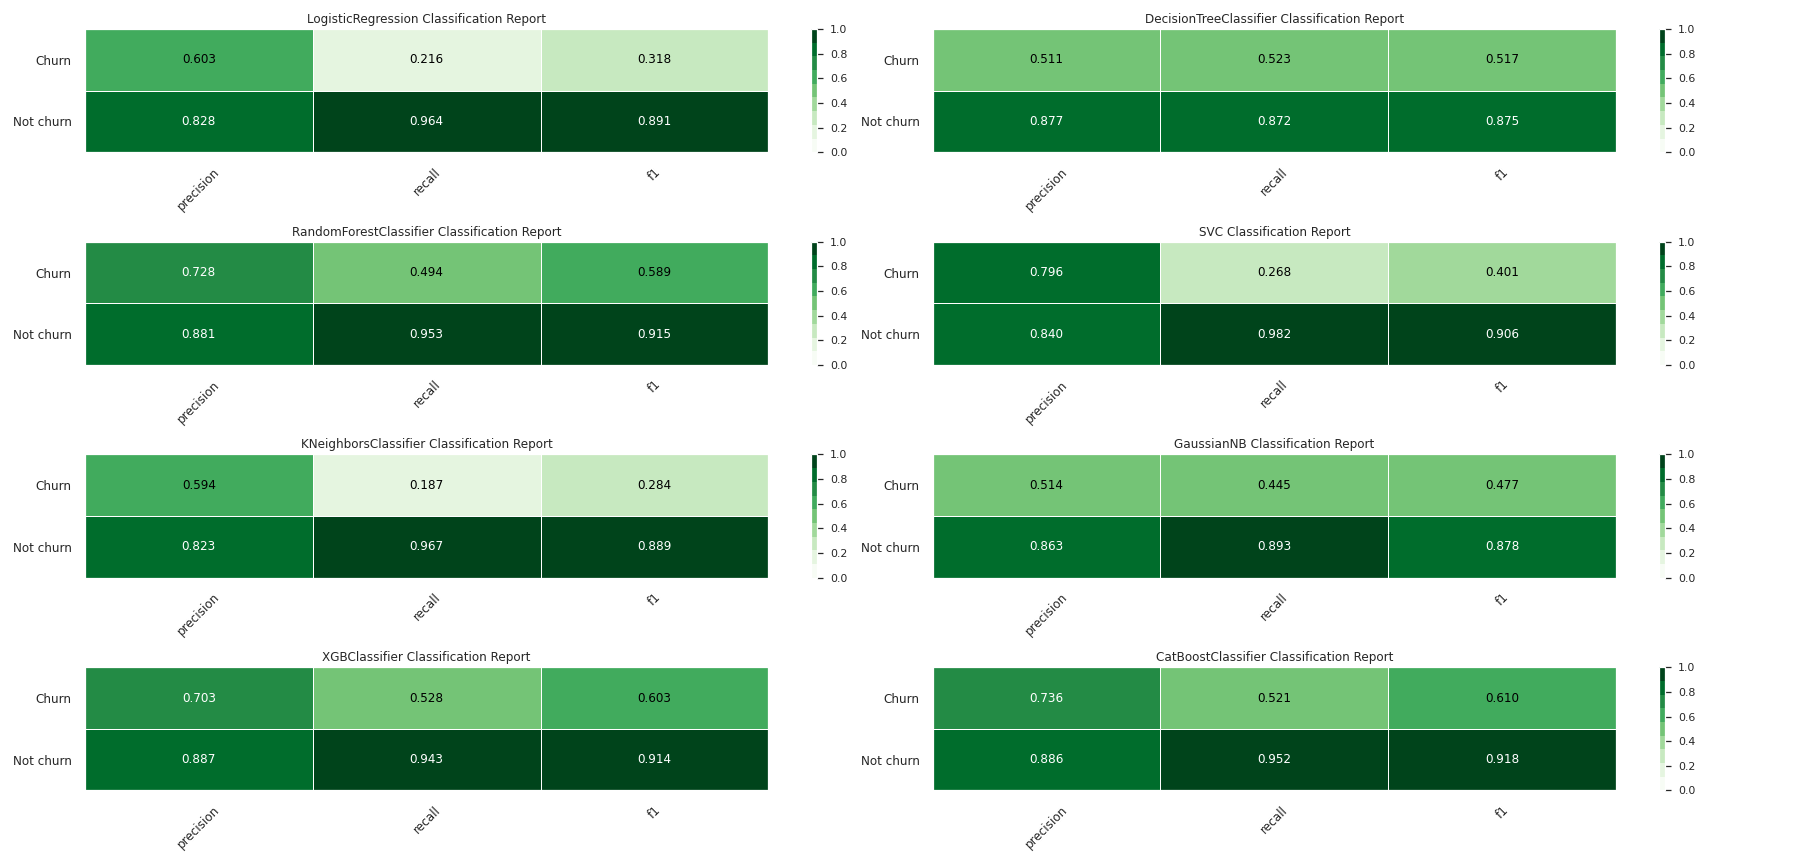 LogisticRegression Classification Report
Churn 0.603 0.216 0.318
Not churn 0.828 0.964 0.891
precision recall f1
1.0
0.8
0.6
0.4
0.2
0.0
DecisionTreeClassifier Classification Report
Churn 0.511 0.523 0.517
Not churn 0.877 0.872 0.875
precision recall f1
1.0
0.8
0.6
0.4
0.2
0.0
RandomForestClassifier Classification Report
Churn 0.728 0.494 0.589
Not churn 0.881 0.953 0.915
precision recall f1
1.0
0.8
0.6
0.4
0.2
0.0
SVC Classification Report
Churn 0.796 0.268 0.401
Not churn 0.840 0.982 0.906
precision recall f1
1.0
0.8
0.6
0.4
0.2
0.0
KNeighborsClassifier Classification Report
Churn 0.594 0.187 0.284
Not churn 0.823 0.967 0.889
precision recall f1
1.0
0.8
0.6
0.4
0.2
0.0
GaussianNB Classification Report
Churn 0.514 0.445 0.477
Not churn 0.863 0.893 0.878
precision recall f1
1.0
0.8
0.6
0.4
0.2
0.0
XGBClassifier Classification Report
Churn 0.703 0.528 0.603
Not churn 0.887 0.943 0.914
precision recall f1
CatBoostClassifier Classification Report
Churn 0.736 0.521 0.610
Not churn 0.886 0.952 0.918
precision recall f1
1.0
0.8
0.6
0.4
0.2
0.0